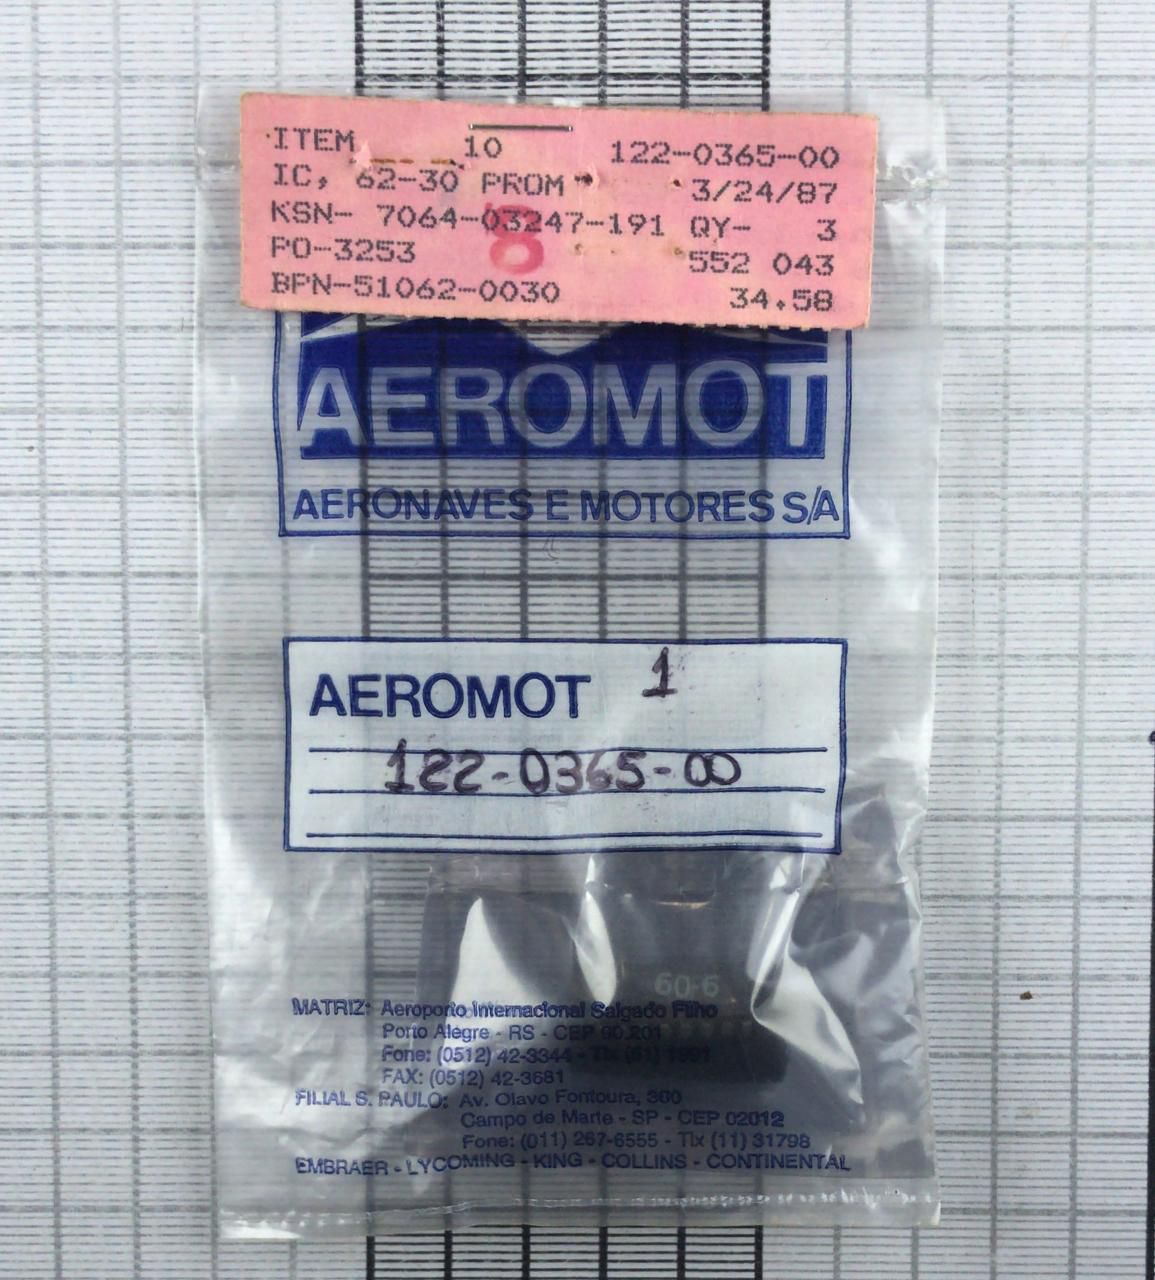 ITEM 10 122-0365-00
IC, 62-30 PROM 3/24/87
KSN- 7064-03247-191 QY- 3
8
PO-3253 552 043
BPN-51062-0030 34.58
AEROMOT
AERONAVES E MOTORES S/A
AEROMOT 1
122-0365-00
60-6
MATRIZ: Aeroporto Internacional Salgado Filho
Porto Alegre - RS - CEP 90.201
Fone: (0512) 42-3344 - Tlx (51) 1991
FAX: (0512) 42-3681
FILIAL S. PAULO: Av. Olavo Fontoura, 360
Campo de Marte - SP - CEP 02012
Fone: (011) 267-6555 - Tlx (11) 31798
EMBRAER - LYCOMING - KING - COLLINS - CONTINENTAL